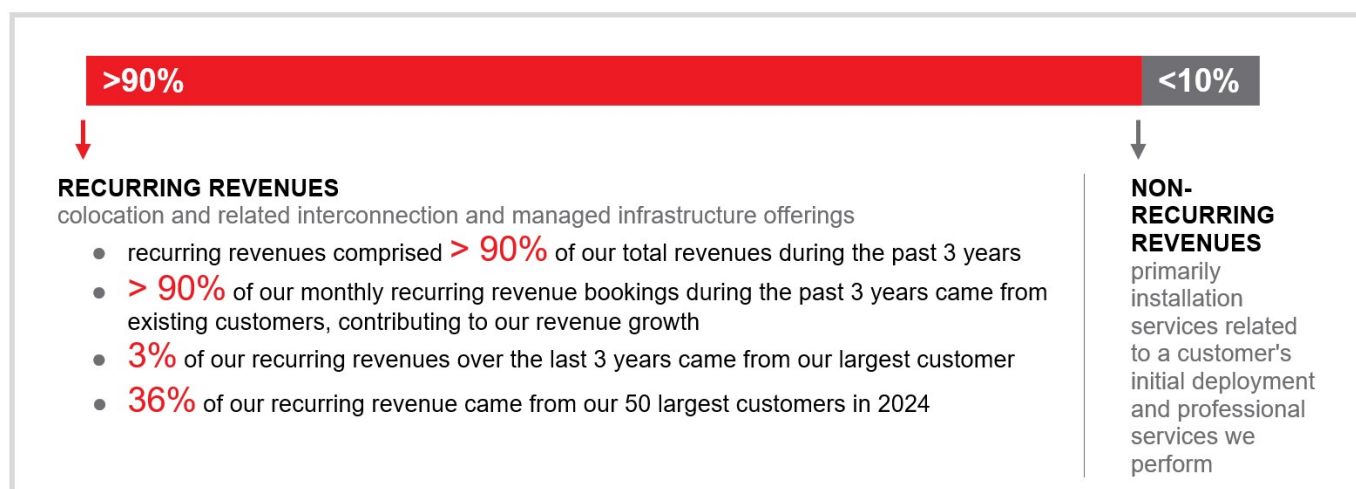 >90%
<10%
RECURRING REVENUES
colocation and related interconnection and managed infrastructure offerings
● recurring revenues comprised > 90% of our total revenues during the past 3 years
● > 90% of our monthly recurring revenue bookings during the past 3 years came from
existing customers, contributing to our revenue growth
● 3% of our recurring revenues over the last 3 years came from our largest customer
● 36% of our recurring revenue came from our 50 largest customers in 2024
NON-
RECURRING
REVENUES
primarily
installation
services related
to a customer's
initial deployment
and professional
services we
perform